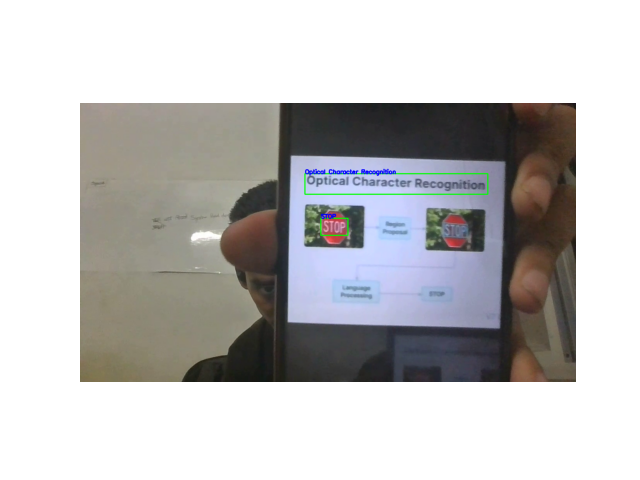 Optical Character Recognition
Optical Character Recognition
STOP
STOP
STOP
Region
Proposal
Language
Processing
STOP